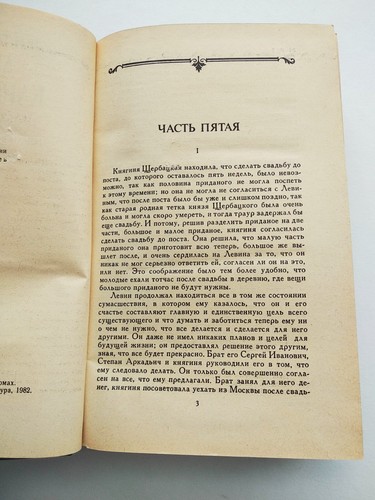 ЧАСТЬ ПЯТАЯ
I
Княгиня Щербацкая находила, что сделать свадьбу до
поста, до которого оставалось пять недель, было невоз-
можно, так как половина приданого не могла поспеть
к этому времени; но она не могла не согласиться с Леви-
ным, что после поста было бы уже и слишком поздно, так
как старая родная тетка князя Щербацкого была очень
больна и могла скоро умереть, и тогда траур задержал бы
еще свадьбу. И потому, решив разделить приданое на две
части, большое и малое приданое, княгиня согласилась
сделать свадьбу до поста. Она решила, что малую часть
приданого она приготовит всю теперь, большое же вы-
шлет после, и очень сердилась на Левина за то, что он
никак не мог серьезно ответить ей, согласен ли он на это,
или нет. Это соображение было тем более удобно, что
молодые ехали тотчас после свадьбы в деревню, где вещи
большого приданого не будут нужны.
Левин продолжал находиться все в том же состоянии
сумасшествия, в котором ему казалось, что он и его
счастье составляют главную и единственную цель всего
существующего и что думать и заботиться теперь ему ни
о чем не нужно, что все делается и сделается для него
другими. Он даже не имел никаких планов и целей для
будущей жизни; он предоставлял решение этого другим,
зная, что все будет прекрасно. Брат его Сергей Иванович,
Степан Аркадьич и княгиня руководили его в том, что
ему следовало делать. Он только был совершенно согла-
сен на все, что ему предлагали. Брат занял для него де-
нег, княгиня посоветовала уехать из Москвы после свадь-
3
ни
омах.
ура, 1982.